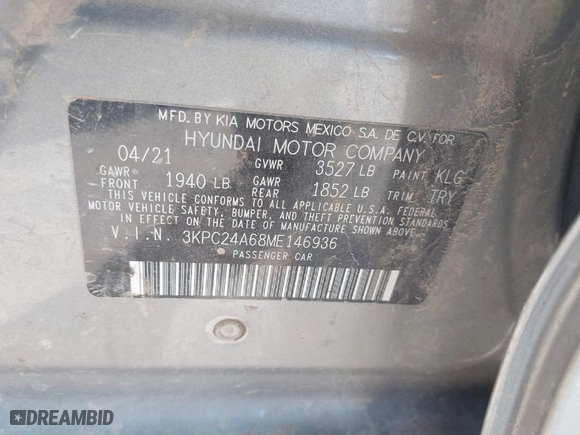 MFD. BY KIA MOTORS MEXICO S.A. DE C.V. FOR
HYUNDAI MOTOR COMPANY
04/21 GVWR 3527 LB PAINT KLG
GAWR FRONT 1940 LB GAWR REAR 1852 LB TRIM TRY
THIS VEHICLE CONFORMS TO ALL APPLICABLE U.S.A. FEDERAL
MOTOR VEHICLE SAFETY, BUMPER, AND THEFT PREVENTION STANDARDS
IN EFFECT ON THE DATE OF MANUFACTURE SHOWN ABOVE.
V.I.N. 3KPC24A68ME146936
PASSENGER CAR
DREAMBID